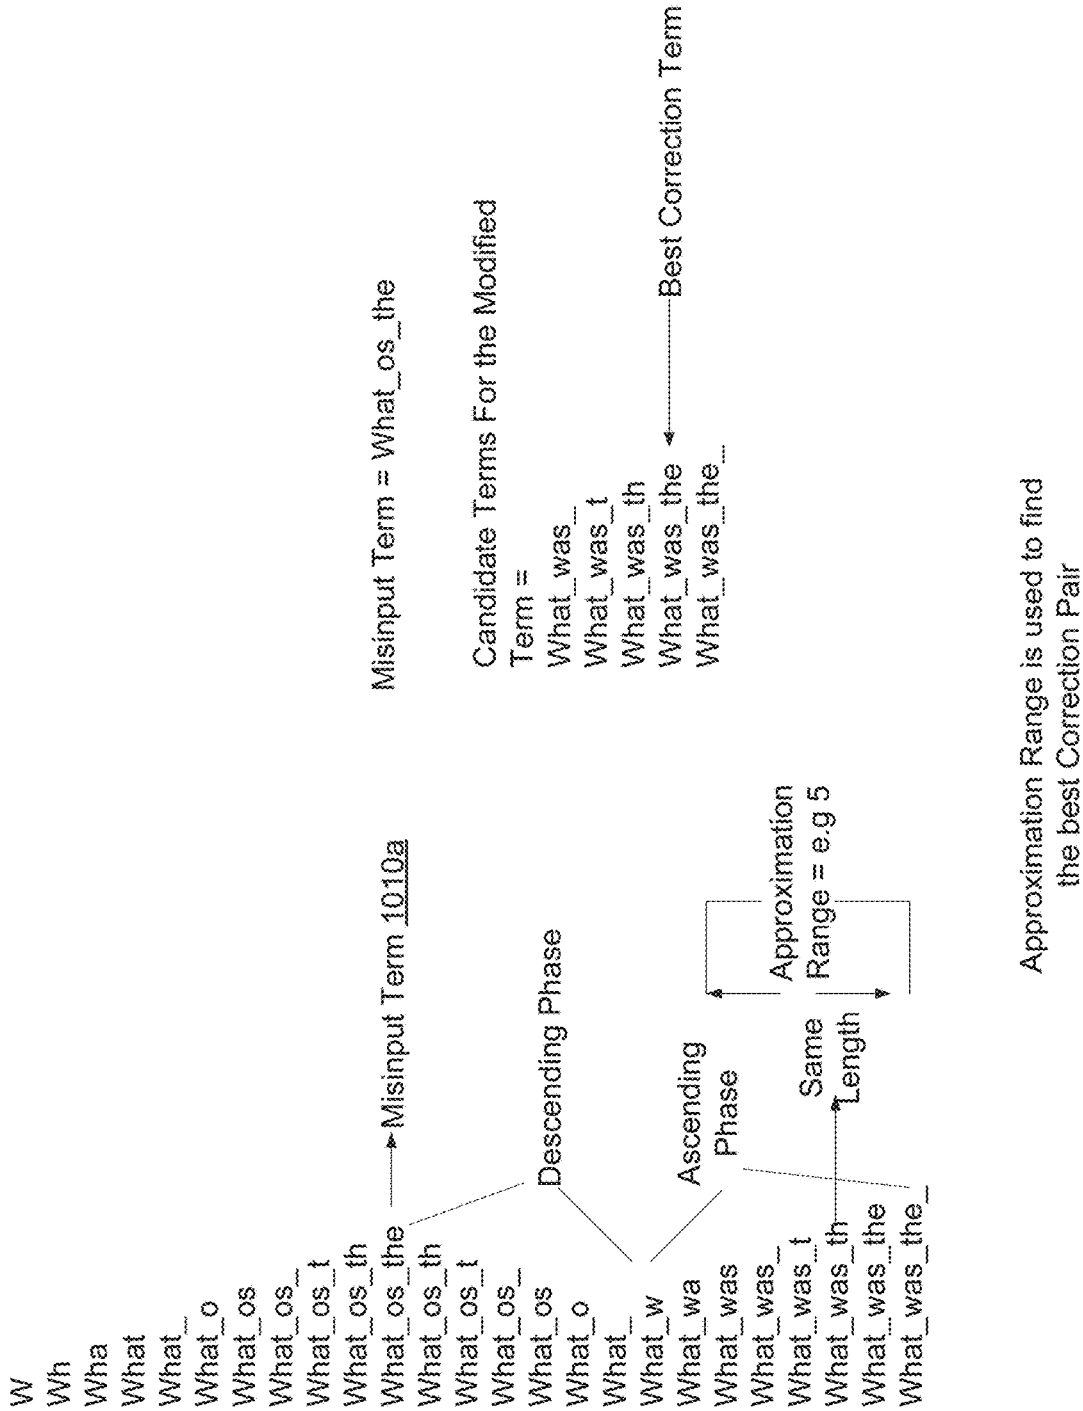 W
Wh
Wha
What
What_
What_o
What_os
What_os_
What_os_t
What_os_th
What_os_the
What_os_th
What_os_t
What_os_
What_os
What_o
What_
What_w
What_wa
What_was
What_was_
What_was_t
What_was_th
What_was_the
What_was_the_
Misinput Term 1010a
Descending Phase
Ascending
Phase
Same
Length
Approximation
Range = e.g 5
Misinput Term = What_os_the
Candidate Terms For the Modified
Term =
What_was_
What_was_t
What_was_th
What_was_the
What_was_the_
Best Correction Term
Approximation Range is used to find
the best Correction Pair